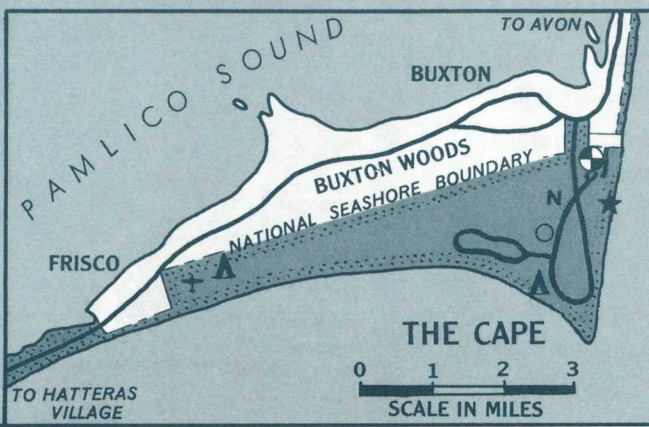 TO AVON
PAMLICO SOUND
BUXTON
BUXTON WOODS
NATIONAL SEASHORE BOUNDARY
N
FRISCO
THE CAPE
0 1 2 3
SCALE IN MILES
TO HATTERAS
VILLAGE